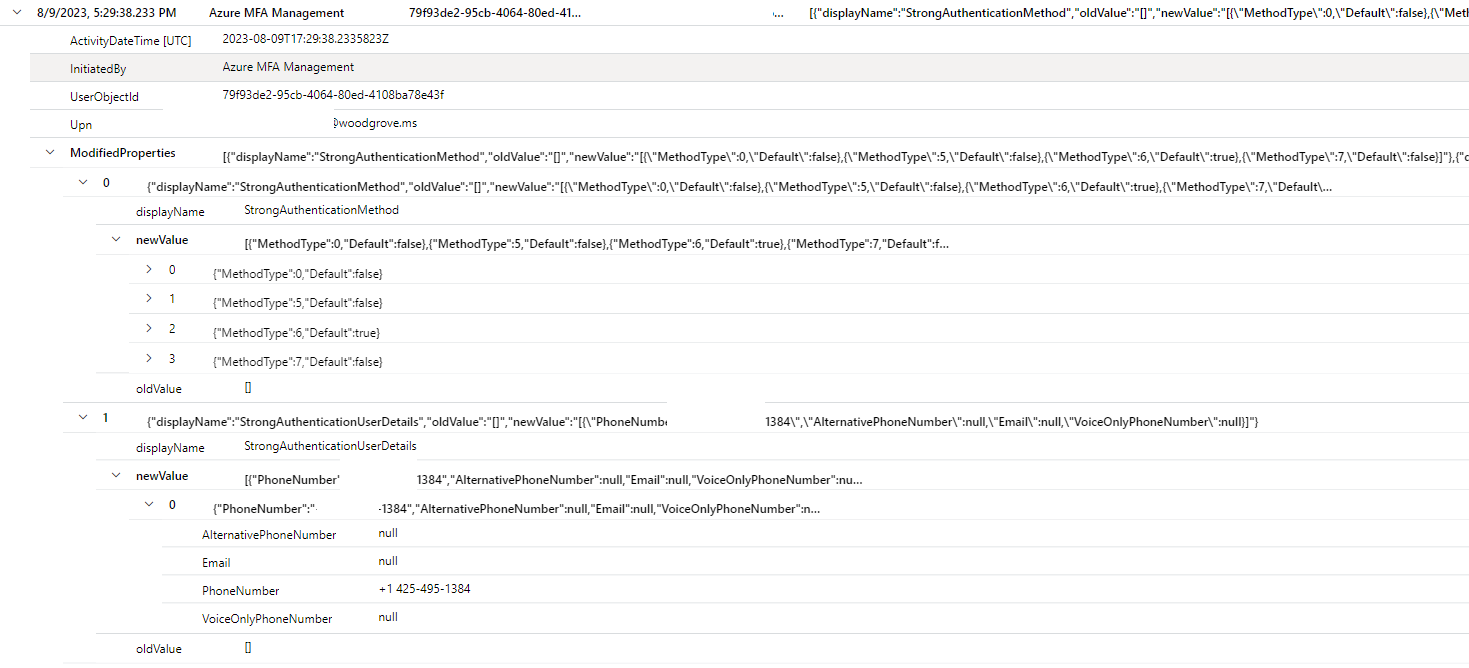 8/9/2023, 5:29:38.233 PM Azure MFA Management 79f93de2-95cb-4064-80ed-41... ... [{"displayName":"StrongAuthenticationMethod","oldValue":"[]","newValue":"[{\"MethodType\":0,\"Default\":false},{\"Met
ActivityDateTime [UTC] 2023-08-09T17:29:38.2335823Z
InitiatedBy Azure MFA Management
UserObjectId 79f93de2-95cb-4064-80ed-4108ba78e43f
Upn @woodgrove.ms
ModifiedProperties [{"displayName":"StrongAuthenticationMethod","oldValue":"[]","newValue":"[{\"MethodType\":0,\"Default\":false},{\"MethodType\":5,\"Default\":false},{\"MethodType\":6,\"Default\":true},{\"MethodType\":7,\"Default\":false}]"},{"c
0 {"displayName":"StrongAuthenticationMethod","oldValue":"[]","newValue":"[{\"MethodType\":0,\"Default\":false},{\"MethodType\":5,\"Default\":false},{\"MethodType\":6,\"Default\":true},{\"MethodType\":7,\"Default\...
displayName StrongAuthenticationMethod
newValue [{"MethodType":0,"Default":false},{"MethodType":5,"Default":false},{"MethodType":6,"Default":true},{"MethodType":7,"Default":f...
0 {"MethodType":0,"Default":false}
1 {"MethodType":5,"Default":false}
2 {"MethodType":6,"Default":true}
3 {"MethodType":7,"Default":false}
oldValue []
1 {"displayName":"StrongAuthenticationUserDetails","oldValue":"[]","newValue":"[{\"PhoneNumbe 1384\",\"AlternativePhoneNumber\":null,\"Email\":null,\"VoiceOnlyPhoneNumber\":null}]"}
displayName StrongAuthenticationUserDetails
newValue [{"PhoneNumber" 1384","AlternativePhoneNumber":null,"Email":null,"VoiceOnlyPhoneNumber":nu...
0 {"PhoneNumber":" -1384","AlternativePhoneNumber":null,"Email":null,"VoiceOnlyPhoneNumber":n...
AlternativePhoneNumber null
Email null
PhoneNumber +1 425-495-1384
VoiceOnlyPhoneNumber null
oldValue []